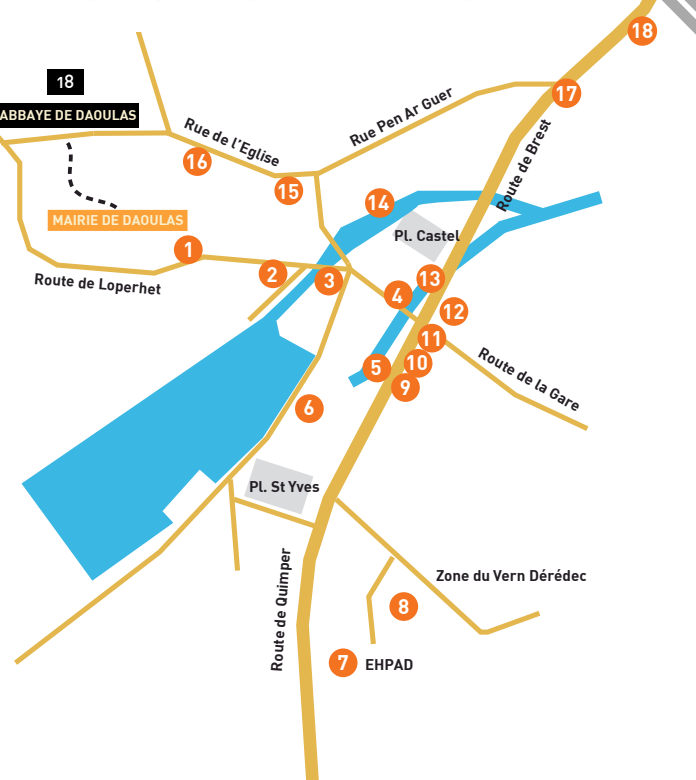 18
18
ABBAYE DE DAOULAS
17
Rue Pen Ar Guer
Rue de l'Eglise
Route de Brest
16
15
14
MAIRIE DE DAOULAS
Pl. Castel
1
2
3
13
4
Route de Loperhet
12
11
10
5
9
Route de la Gare
6
Pl. St Yves
Zone du Vern Dérédec
8
Route de Quimper
7
EHPAD